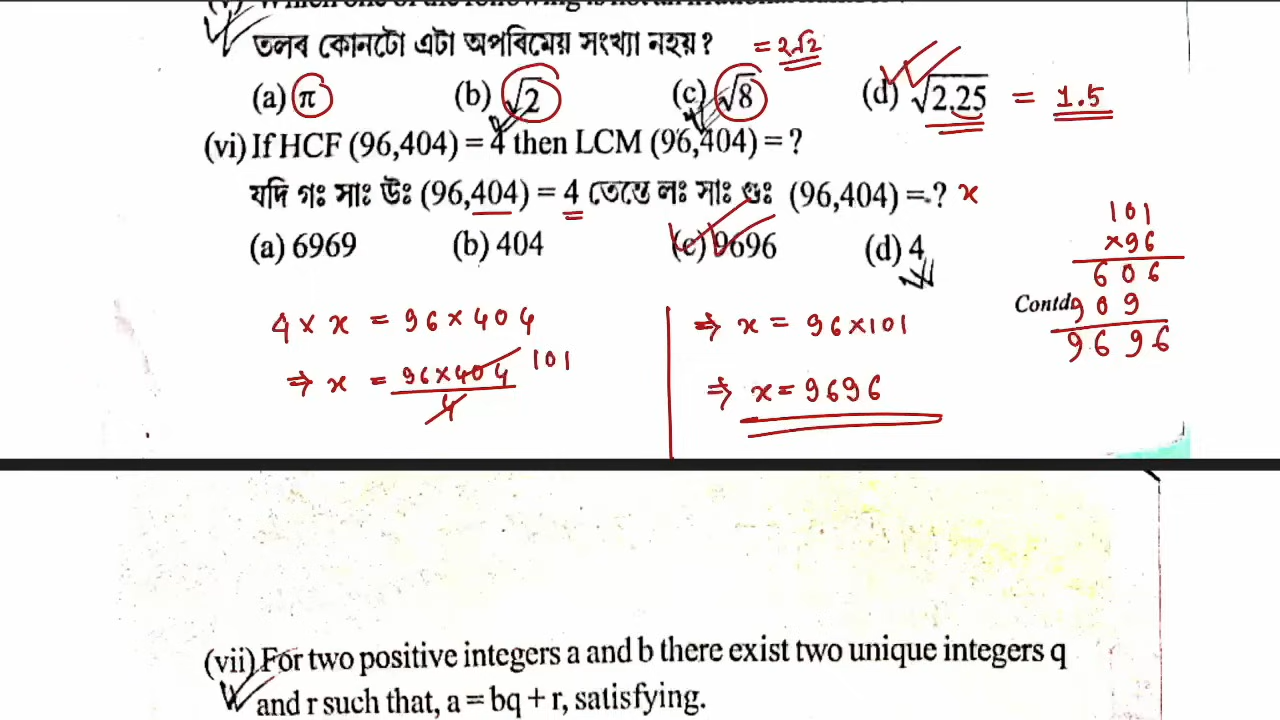 তলৰ কোনটো এটা অপৰিমেয় সংখ্যা নহয়? = 2√2
(a) π (b) √2 (c) √8 (d) √2.25 = 1.5
(vi) If HCF (96,404) = 4 then LCM (96,404) = ?
যদি গঃ সাঃ উঃ (96,404) = 4 তেন্তে লঃ সাঃ গুঃ (96,404) = ? x
(a) 6969 (b) 404 (c) 9696 (d) 4
101
×96
606
Contd
909
9696
4 × x = 96 × 404
⇒ x = 96×404 / 4 101
⇒ x = 96×101
⇒ x = 9696
(vii) For two positive integers a and b there exist two unique integers q
and r such that, a = bq + r, satisfying.